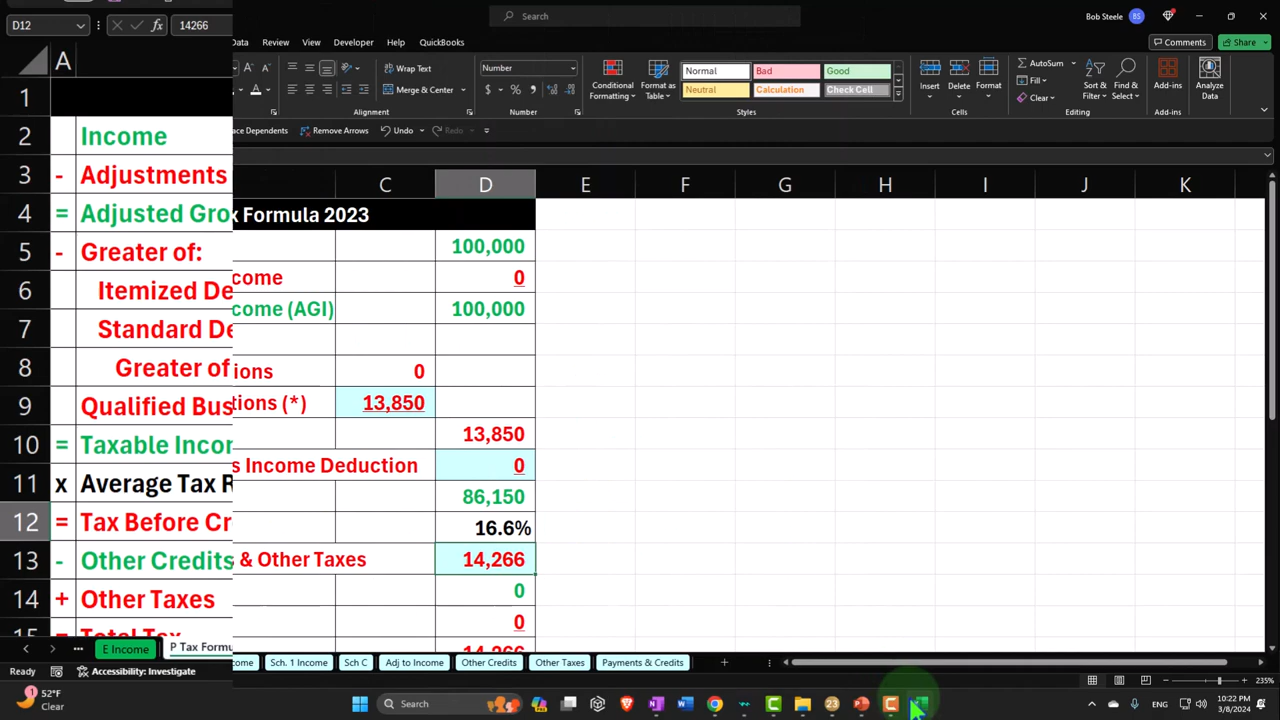 Search
Bob Steele BS
D12 14266
Data Review View Developer Help QuickBooks
Comments Share
Wrap Text Number Normal Bad Good AutoSum
Merge & Center Conditional Formatting Format as Table Neutral Calculation Check Cell Insert Delete Format Fill Clear Sort & Filter Find & Select Add-ins Analyze Data
Alignment Number Styles Cells Editing Add-ins
ace Dependents Remove Arrows Undo Redo
A C D E F G H I J K
1 x Formula 2023
2 Income 100,000
3 - Adjustments come 0
4 = Adjusted Gro come (AGI) 100,000
5 - Greater of:
6 Itemized De tions 0
7 Standard De tions (*) 13,850
8 Greater of 13,850
9 Qualified Bus s Income Deduction 0
10 = Taxable Incom 86,150
11 x Average Tax R 16.6%
12 = Tax Before Cr & Other Taxes 14,266
13 - Other Credits 0
14 + Other Taxes 0
15 = Total Tax 14,266
E Income P Tax Formu ome Sch. 1 Income Sch C Adj to Income Other Credits Other Taxes Payments & Credits
Ready Accessibility: Investigate 235%
52°F
Clear
Search
23
10:22 PM
3/8/2024